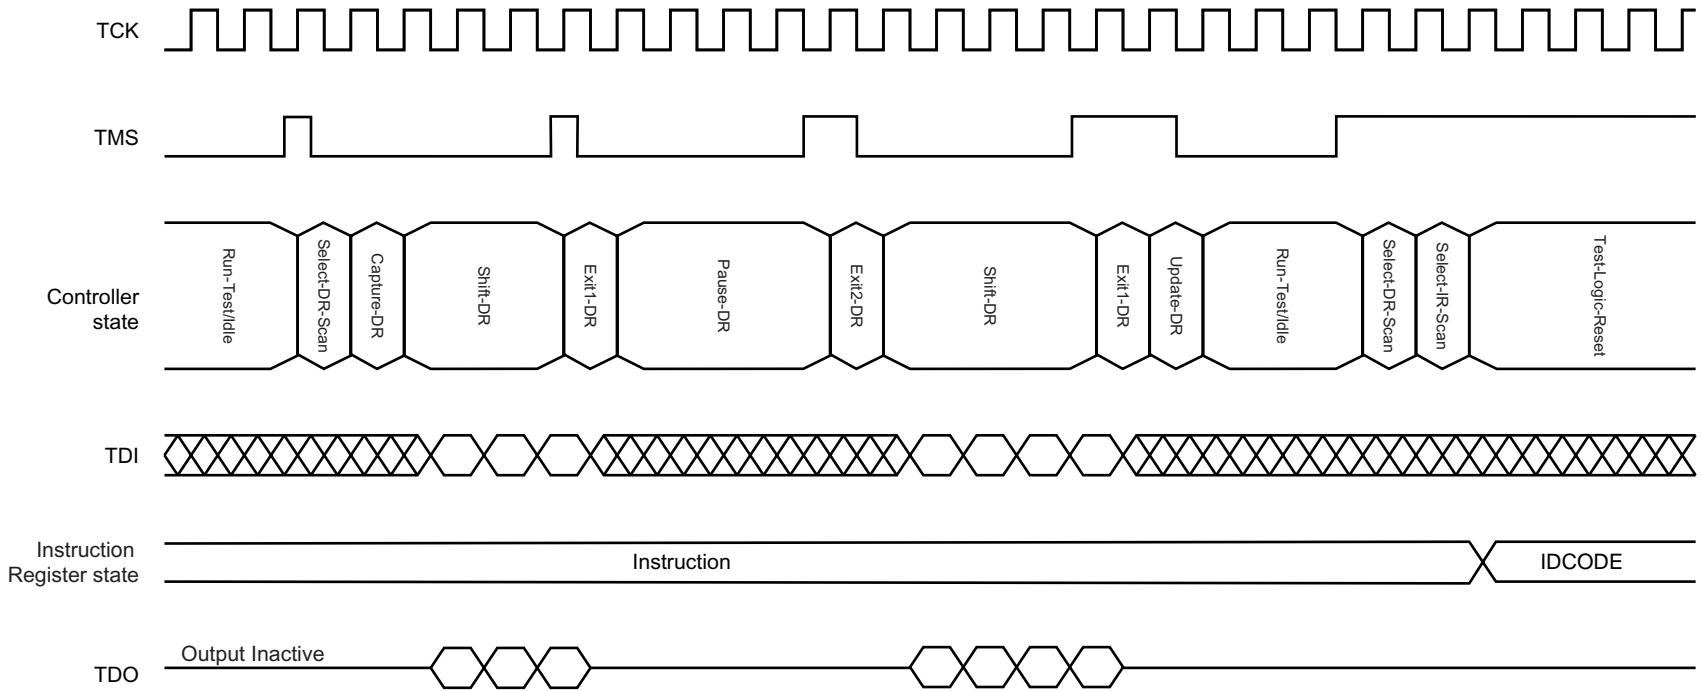 TCK
TMS
Controller
state
Run-Test/Idle
Select-DR-Scan
Capture-DR
Shift-DR
Exit1-DR
Pause-DR
Exit2-DR
Shift-DR
Exit1-DR
Update-DR
Run-Test/Idle
Select-DR-Scan
Select-IR-Scan
Test-Logic-Reset
TDI
Instruction
Register state
Instruction
IDCODE
TDO
Output Inactive